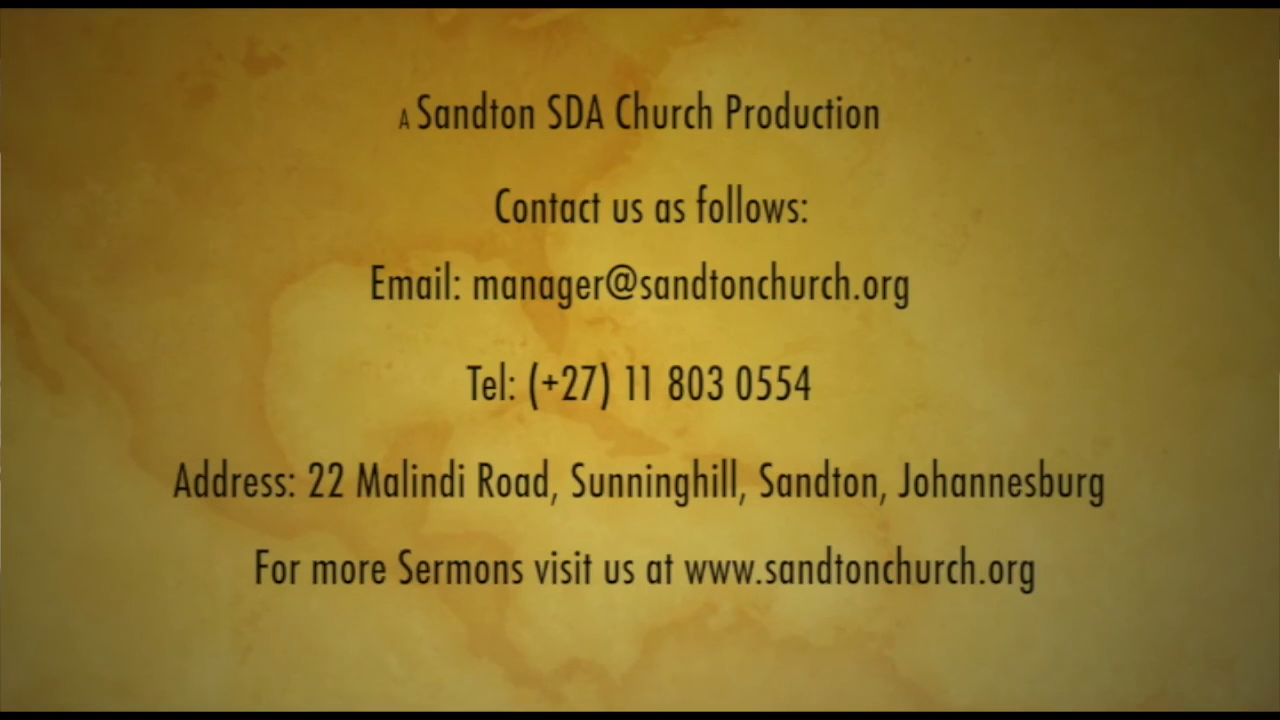 A Sandton SDA Church Production
Contact us as follows:
Email: manager@sandtonchurch.org
Tel: (+27) 11 803 0554
Address: 22 Malindi Road, Sunninghill, Sandton, Johannesburg
For more Sermons visit us at www.sandtonchurch.org